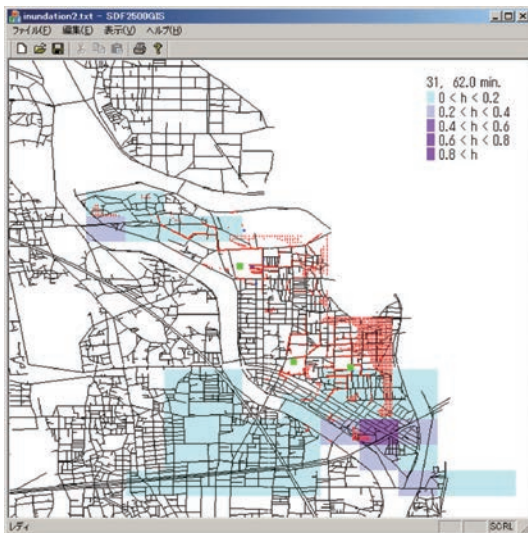 inundation2.txt - SDF2500GIS
ファイル(F) 編集(E) 表示(V) ヘルプ(H)
31, 62.0 min.
0 < h < 0.2
0.2 < h < 0.4
0.4 < h < 0.6
0.6 < h < 0.8
0.8 < h
レディ
SCRL